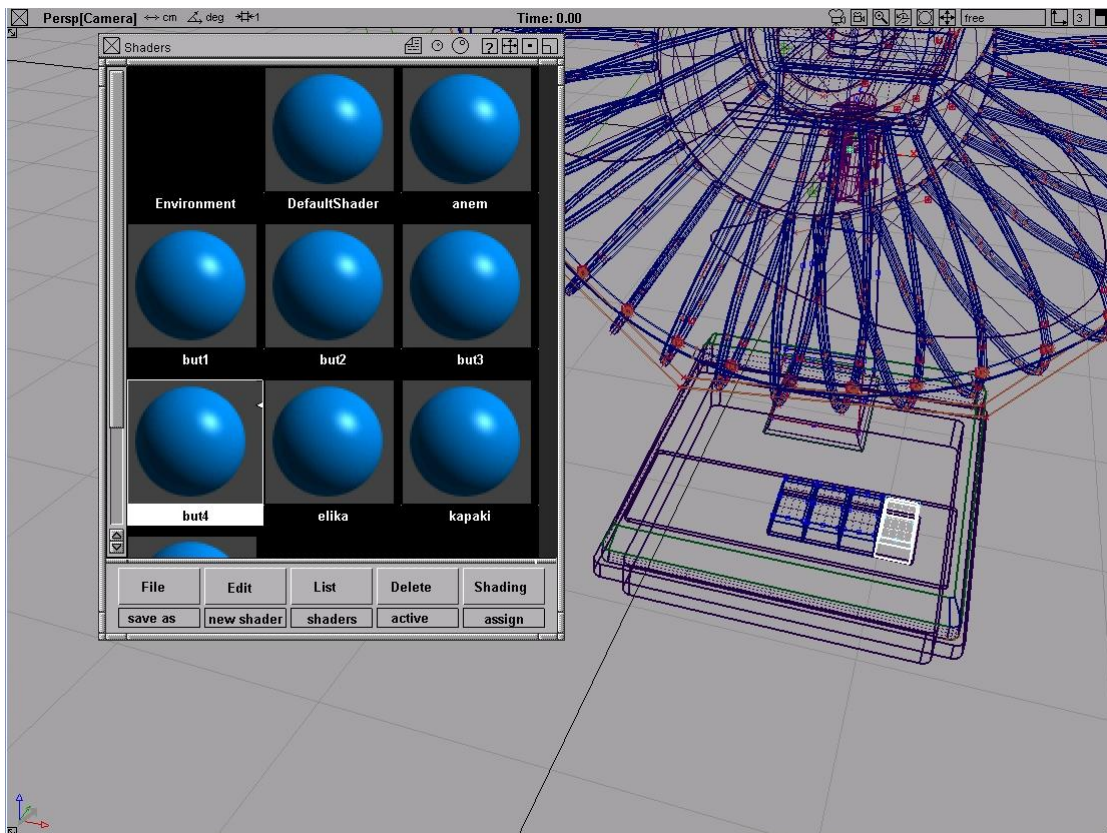 Persp[Camera] cm deg 1 Time: 0.00 free 3
Shaders ?
Environment DefaultShader anem
but1 but2 but3
but4 elika kapaki
File Edit List Delete Shading
save as new shader shaders active assign